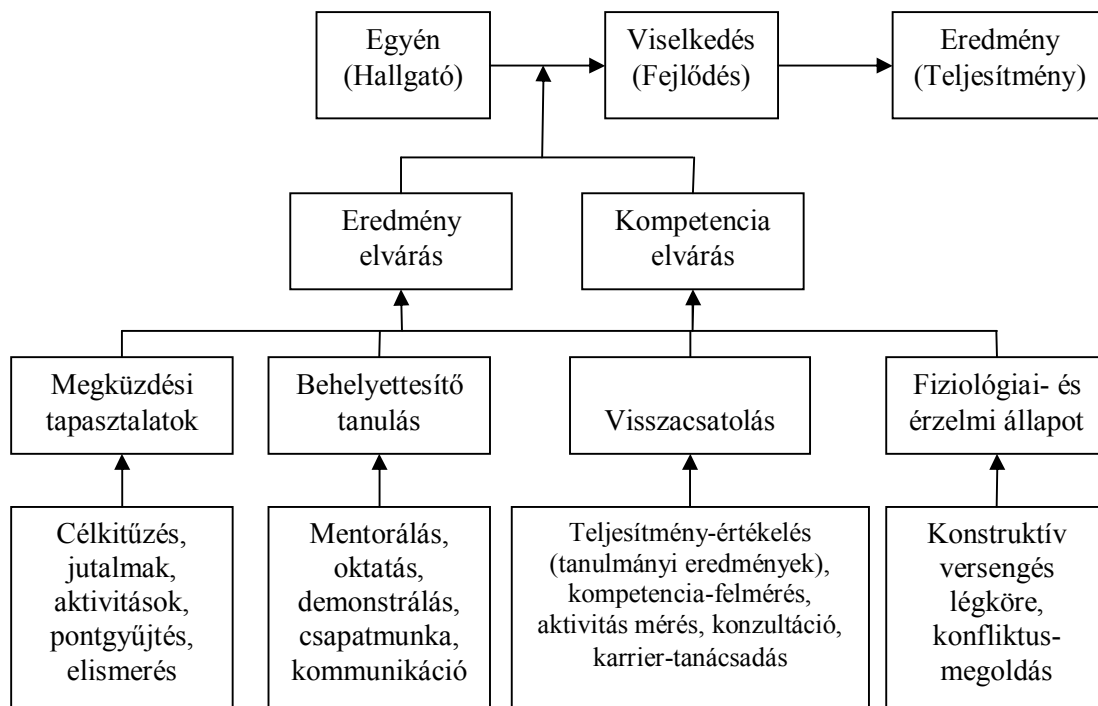 Egyén
(Hallgató)
Viselkedés
(Fejlődés)
Eredmény
(Teljesítmény)
Eredmény
elvárás
Kompetencia
elvárás
Megküzdési
tapasztalatok
Behelyettesítő
tanulás
Visszacsatolás
Fiziológiai- és
érzelmi állapot
Célkitűzés,
jutalmak,
aktivitások,
pontgyűjtés,
elismerés
Mentorálás,
oktatás,
demonstrálás,
csapatmunka,
kommunikáció
Teljesítmény-értékelés
(tanulmányi eredmények),
kompetencia-felmérés,
aktivitás mérés, konzultáció,
karrier-tanácsadás
Konstruktív
versengés
légköre,
konfliktus-
megoldás